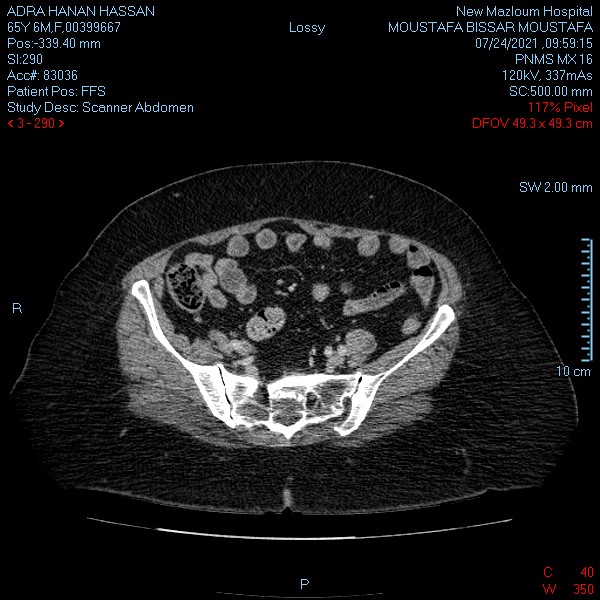 ADRA HANAN HASSAN
65Y 6M,F,00399667
Pos:-339.40 mm
SI:290
Acc#: 83036
Patient Pos: FFS
Study Desc: Scanner Abdomen
< 3 - 290 >
Lossy
New Mazloum Hospital
MOUSTAFA BISSAR MOUSTAFA
07/24/2021 ,09:59:15
PNMS MX 16
120kV, 337mAs
SC:500.00 mm
117% Pixel
DFOV 49.3 x 49.3 cm
SW 2.00 mm
R
10 cm
P
C 40
W 350